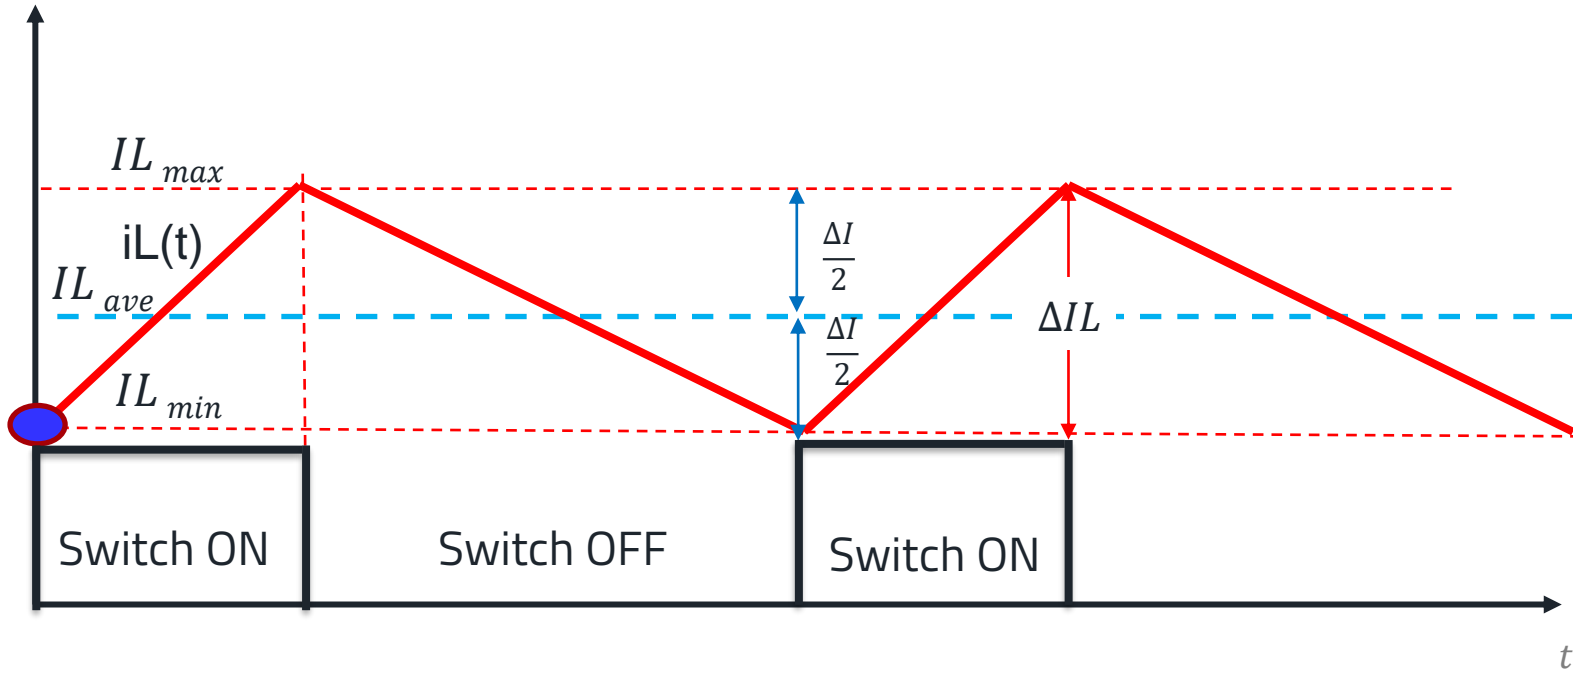 IL max
iL(t)
ΔI
2
IL ave
ΔIL
ΔI
2
IL min
Switch ON
Switch OFF
Switch ON
t